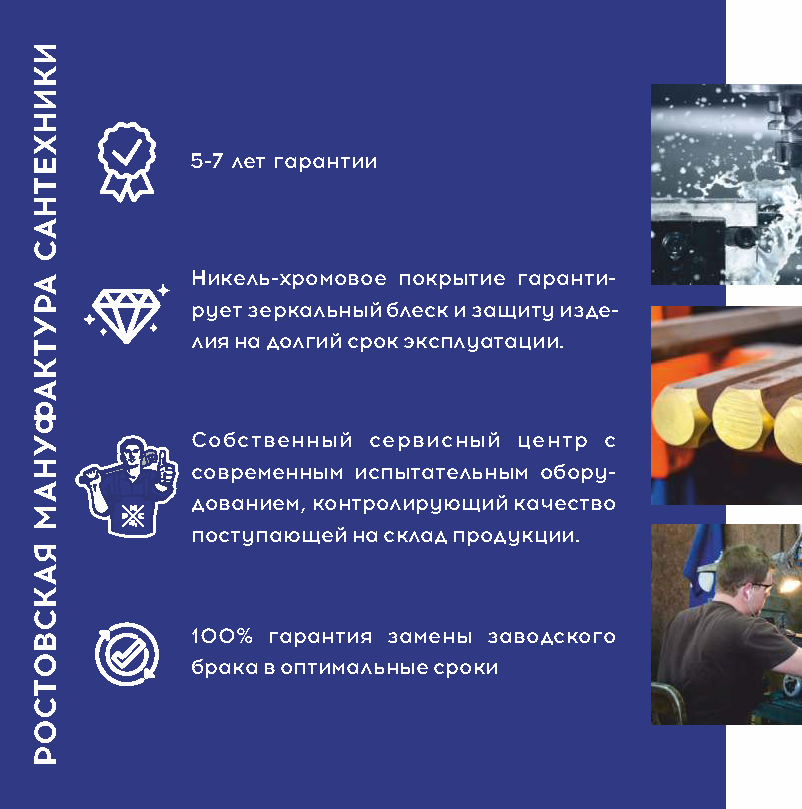 РОСТОВСКАЯ МАНУФАКТУРА САНТЕХНИКИ
5-7 лет гарантии
Никель-хромовое покрытие гаранти-
рует зеркальный блеск и защиту изде-
лия на долгий срок эксплуатации.
Собственный сервисный центр с
современным испытательным обору-
дованием, контролирующий качество
поступающей на склад продукции.
100% гарантия замены заводского
брака в оптимальные сроки